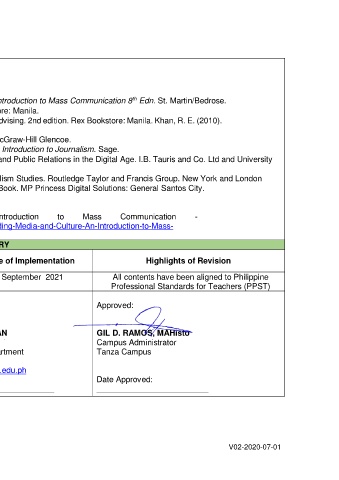 ntroduction to Mass Communication 8th Edn. St. Martin/Bedrose.
ore: Manila.
dvising. 2nd edition. Rex Bookstore: Manila. Khan, R. E. (2010).
cGraw-Hill Glencoe.
Introduction to Journalism. Sage.
and Public Relations in the Digital Age. I.B. Tauris and Co. Ltd and University
lism Studies. Routledge Taylor and Francis Group. New York and London
Book. MP Princess Digital Solutions: General Santos City.
ntroduction to Mass Communication -
ding-Media-and-Culture-An-Introduction-to-Mass-
RY
e of Implementation Highlights of Revision
September 2021 All contents have been aligned to Philippine
Professional Standards for Teachers (PPST)
Approved:
AN GIL D. RAMOS, MAHisto
Campus Administrator
artment Tanza Campus
.edu.ph
Date Approved:
V02-2020-07-01